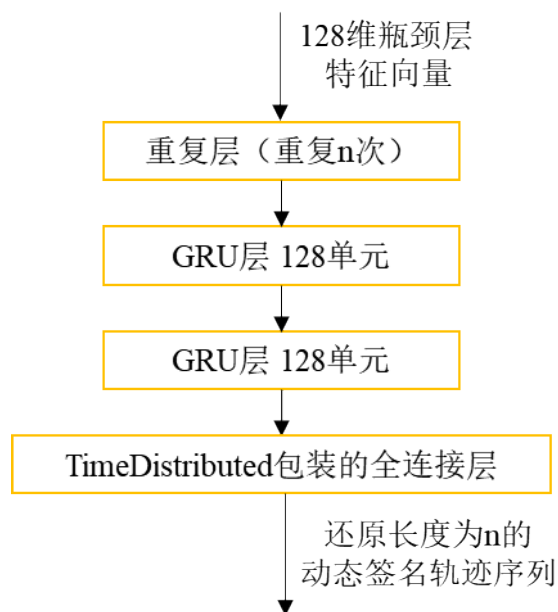 128维瓶颈层
特征向量
重复层（重复n次）
GRU层 128单元
GRU层 128单元
TimeDistributed包装的全连接层
还原长度为n的
动态签名轨迹序列